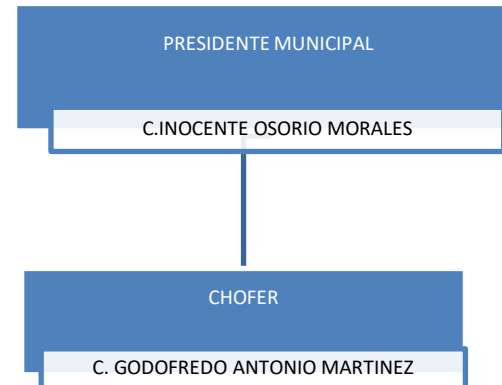 PRESIDENTE MUNICIPAL
C.INOCENTE OSORIO MORALES
CHOFER
C. GODOFREDO ANTONIO MARTINEZ